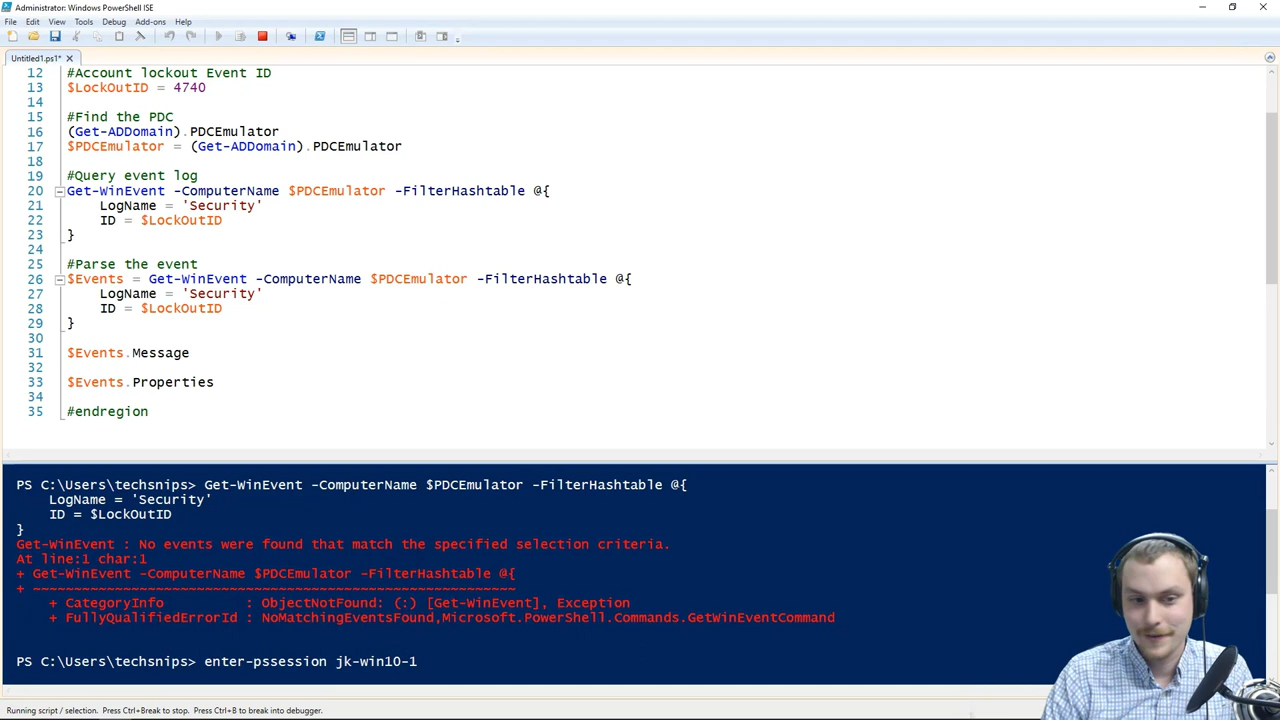 Administrator: Windows PowerShell ISE
File Edit View Tools Debug Add-ons Help
Untitled1.ps1*
12 #Account lockout Event ID
13 $LockOutID = 4740
14
15 #Find the PDC
16 (Get-ADDomain).PDCEmulator
17 $PDCEmulator = (Get-ADDomain).PDCEmulator
18
19 #Query event log
20 Get-WinEvent -ComputerName $PDCEmulator -FilterHashtable @{
21 LogName = 'Security'
22 ID = $LockOutID
23 }
24
25 #Parse the event
26 $Events = Get-WinEvent -ComputerName $PDCEmulator -FilterHashtable @{
27 LogName = 'Security'
28 ID = $LockOutID
29 }
30
31 $Events.Message
32
33 $Events.Properties
34
35 #endregion
PS C:\Users\techsnips> Get-WinEvent -ComputerName $PDCEmulator -FilterHashtable @{
LogName = 'Security'
ID = $LockOutID
}
Get-WinEvent : No events were found that match the specified selection criteria.
At line:1 char:1
+ Get-WinEvent -ComputerName $PDCEmulator -FilterHashtable @{
+ ~~~~~~~~~~~~~~~~~~~~~~~~~~~~~~~~~~~~~~~~~~~~~~~~~~~~~~~~~~~
+ CategoryInfo : ObjectNotFound: (:) [Get-WinEvent], Exception
+ FullyQualifiedErrorId : NoMatchingEventsFound,Microsoft.PowerShell.Commands.GetWinEventCommand
PS C:\Users\techsnips> enter-pssession jk-win10-1
Running script / selection. Press Ctrl+Break to stop. Press Ctrl+B to break into debugger.